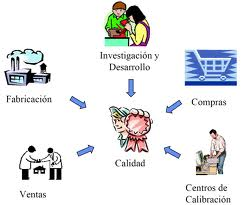 Investigación y
Desarrollo
Fabricación
Compras
Calidad
Ventas
Centros de
Calibración